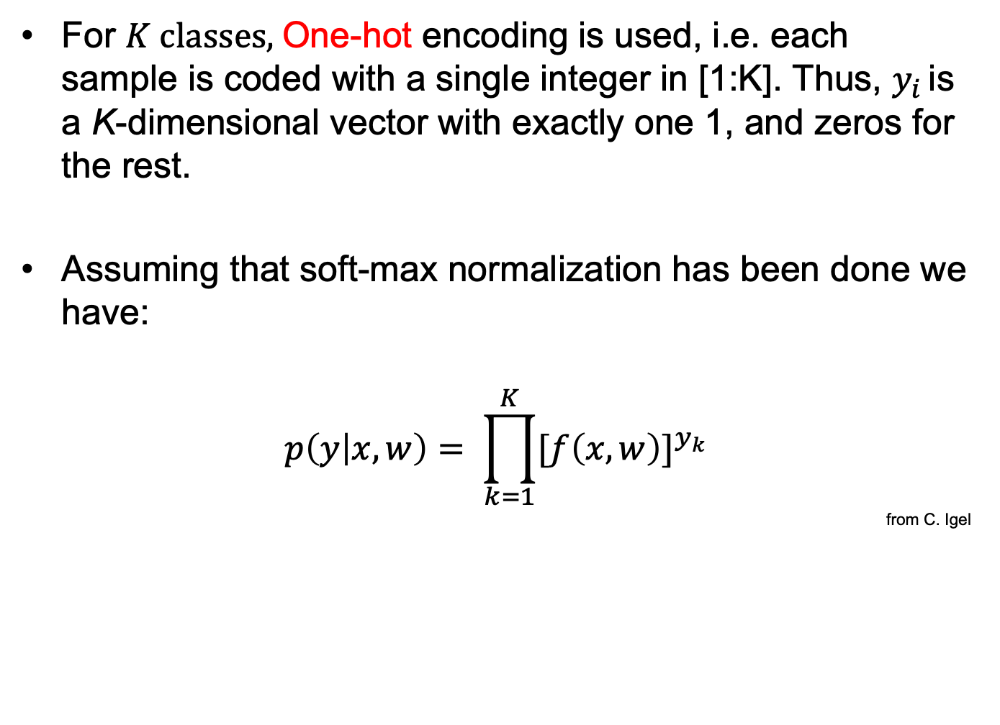 • For K classes, One-hot encoding is used, i.e. each
sample is coded with a single integer in [1:K]. Thus, yᵢ is
a K-dimensional vector with exactly one 1, and zeros for
the rest.
• Assuming that soft-max normalization has been done we
have:
p(y|x, w) = ∏_{k=1}^{K} [f(x, w)]^{y_k}
from C. Igel